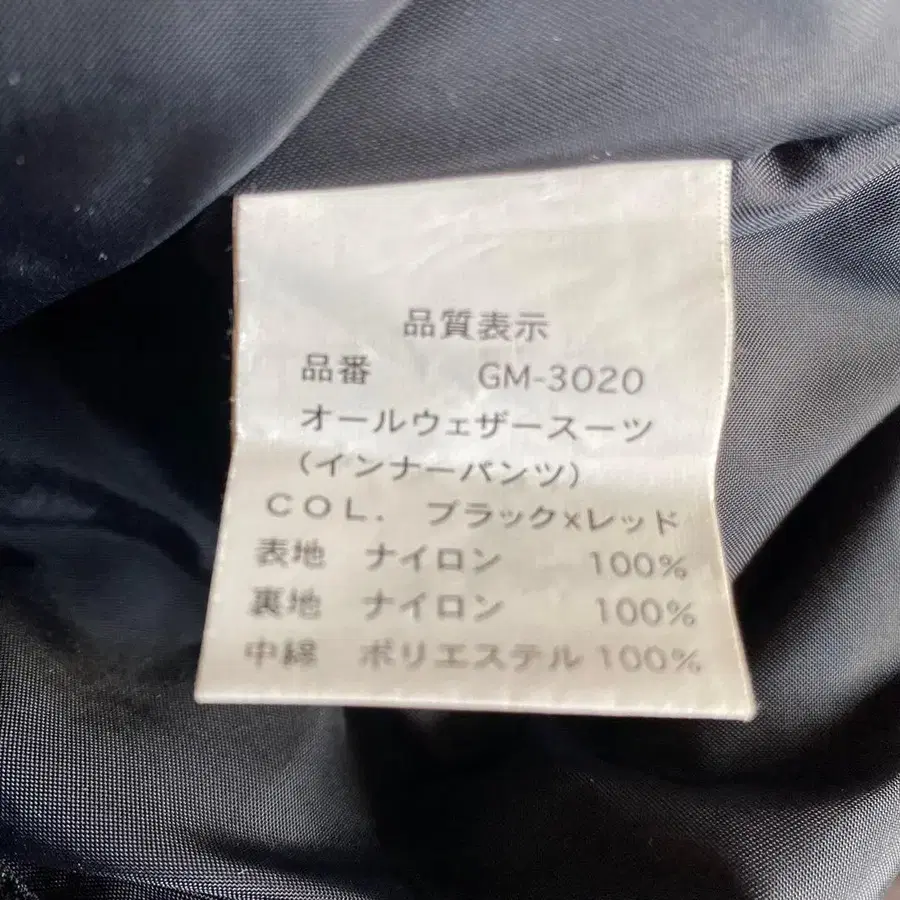 品質表示
品番 GM-3020
オールウェザースーツ
(インナーパンツ)
COL. ブラック×レッド
表地 ナイロン 100%
裏地 ナイロン 100%
中綿 ポリエステル 100%